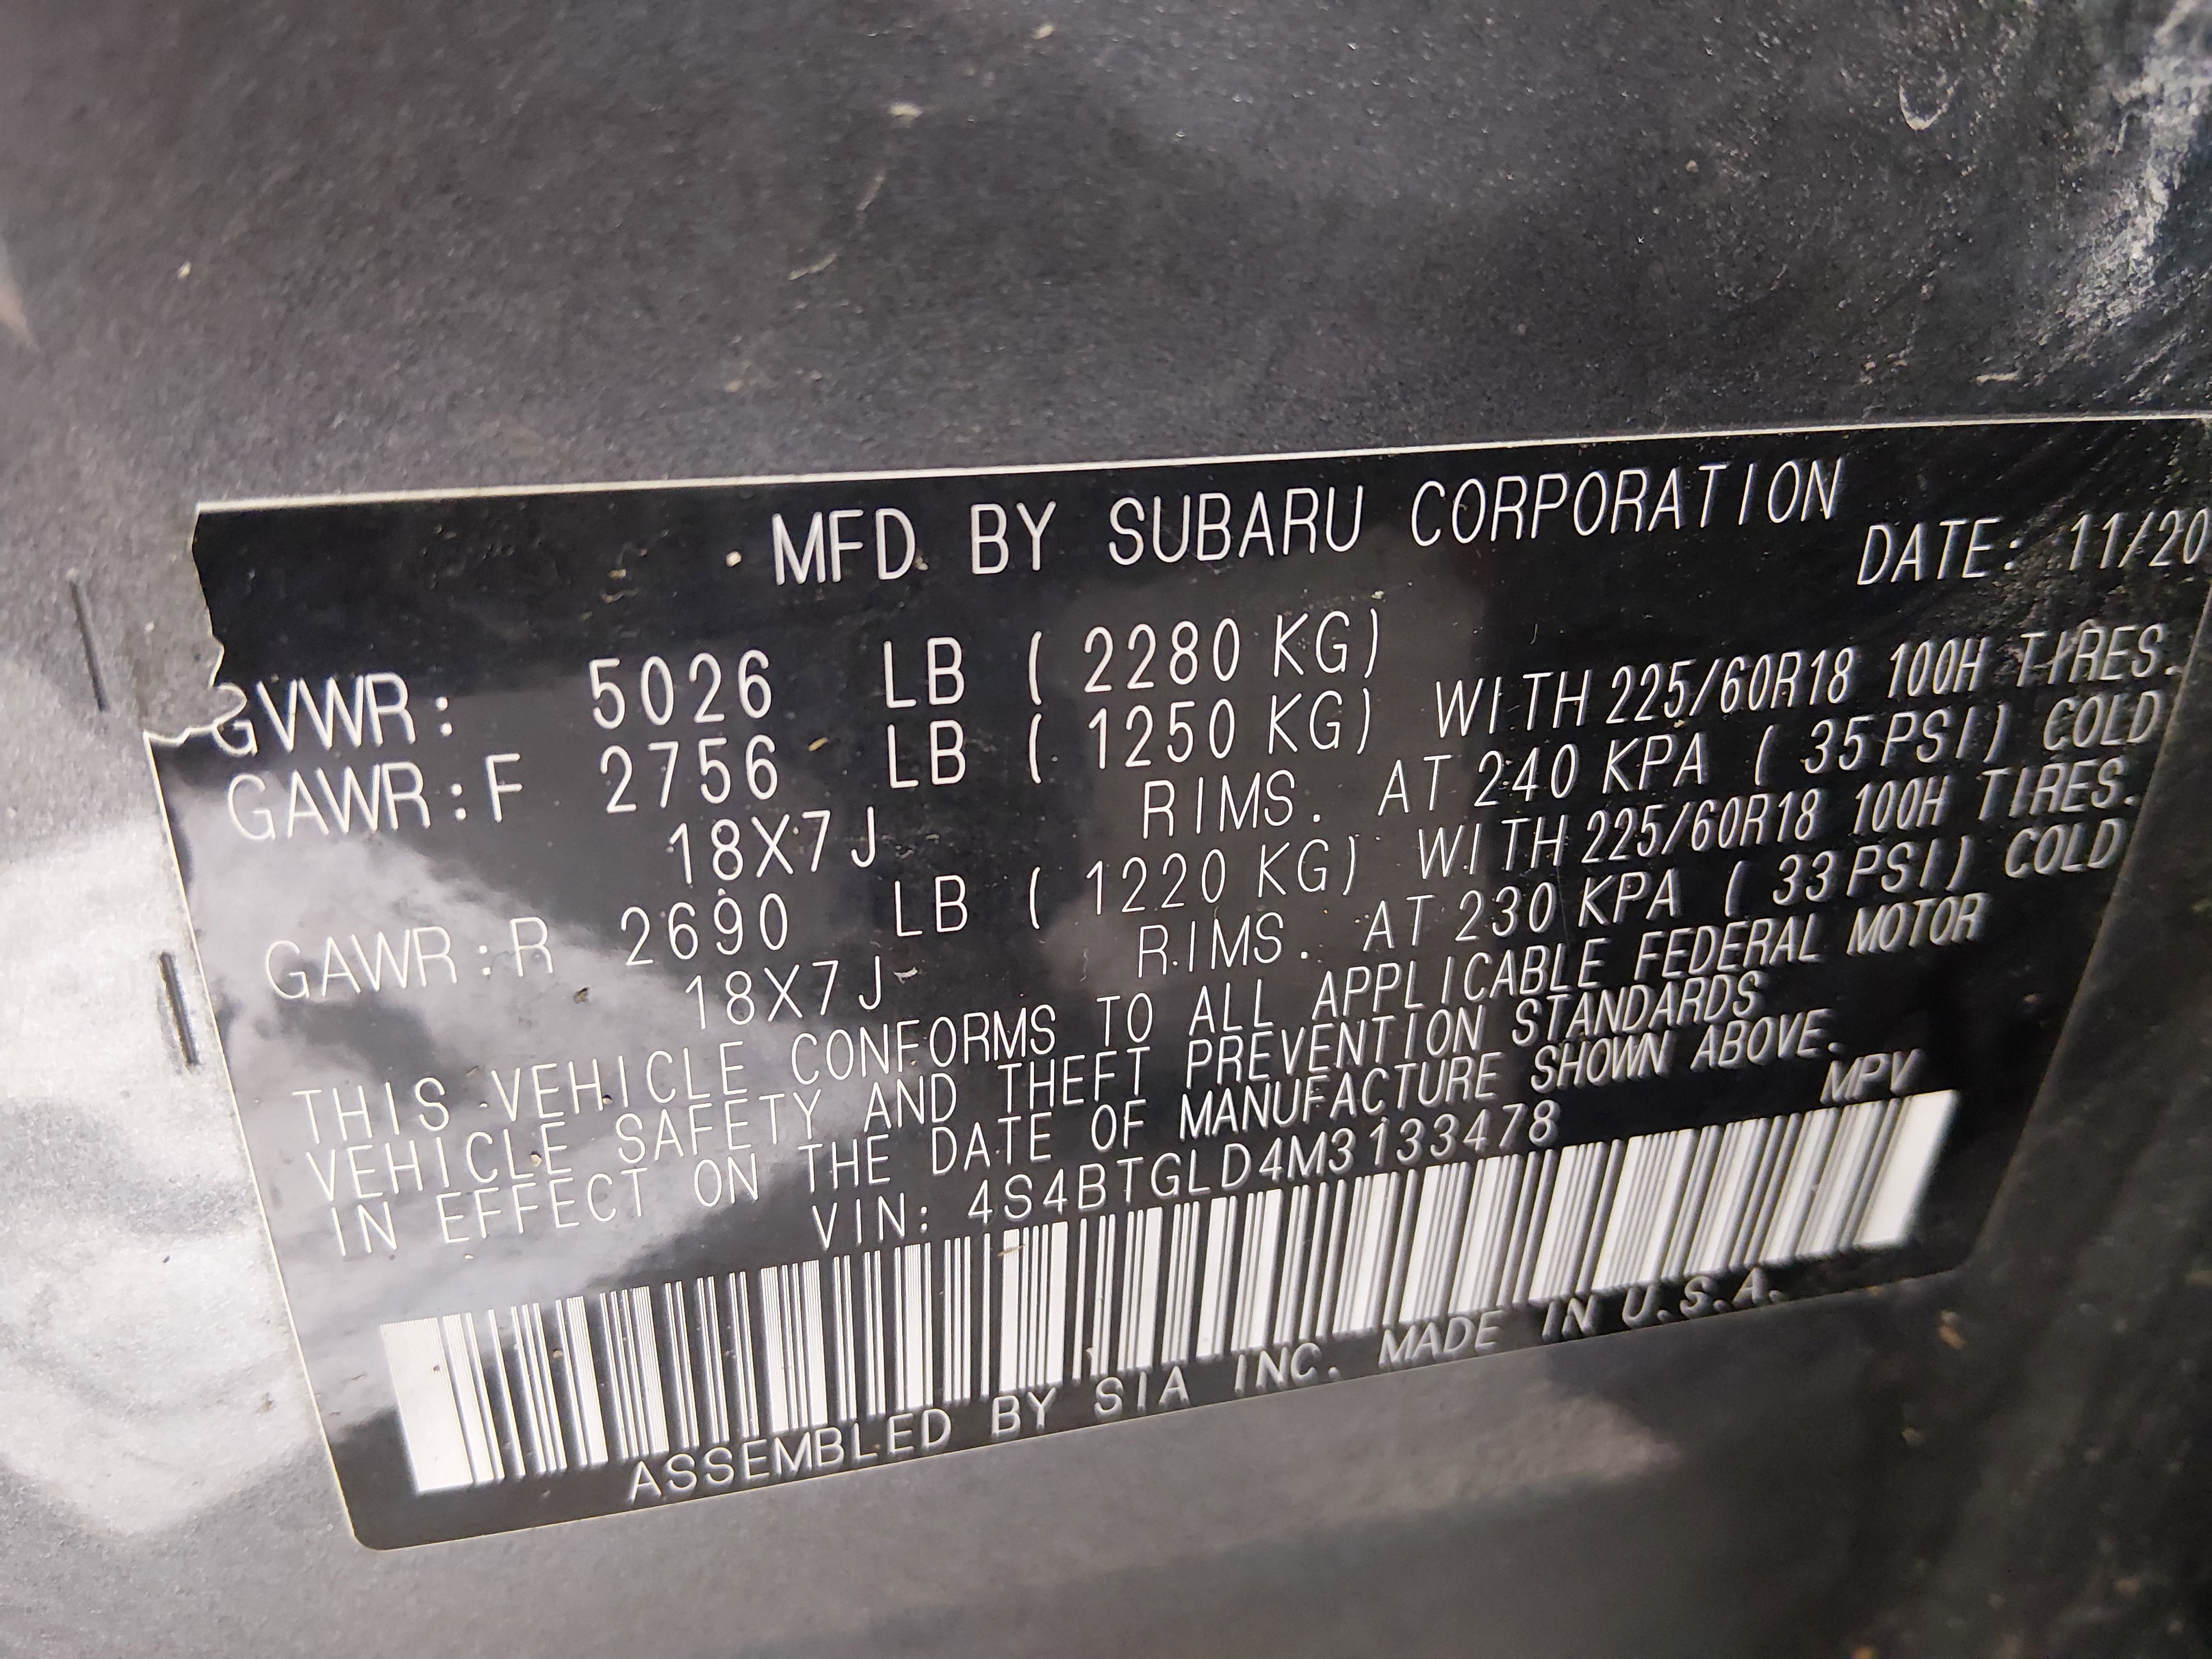 MFD BY SUBARU CORPORATION
DATE: 11/20
GVWR: 5026 LB ( 2280 KG)
GAWR:F 2756 LB ( 1250 KG) WITH 225/60R18 100H TIRES.
18X7J RIMS. AT 240 KPA ( 35PSI) COLD
GAWR:R 2690 LB ( 1220 KG) WITH 225/60R18 100H TIRES.
18X7J RIMS. AT 230 KPA ( 33PSI) COLD
THIS VEHICLE CONFORMS TO ALL APPLICABLE FEDERAL MOTOR
VEHICLE SAFETY AND THEFT PREVENTION STANDARDS
IN EFFECT ON THE DATE OF MANUFACTURE SHOWN ABOVE.
VIN: 4S4BTGLD4M3133478 MPV
ASSEMBLED BY SIA INC. MADE IN U.S.A.